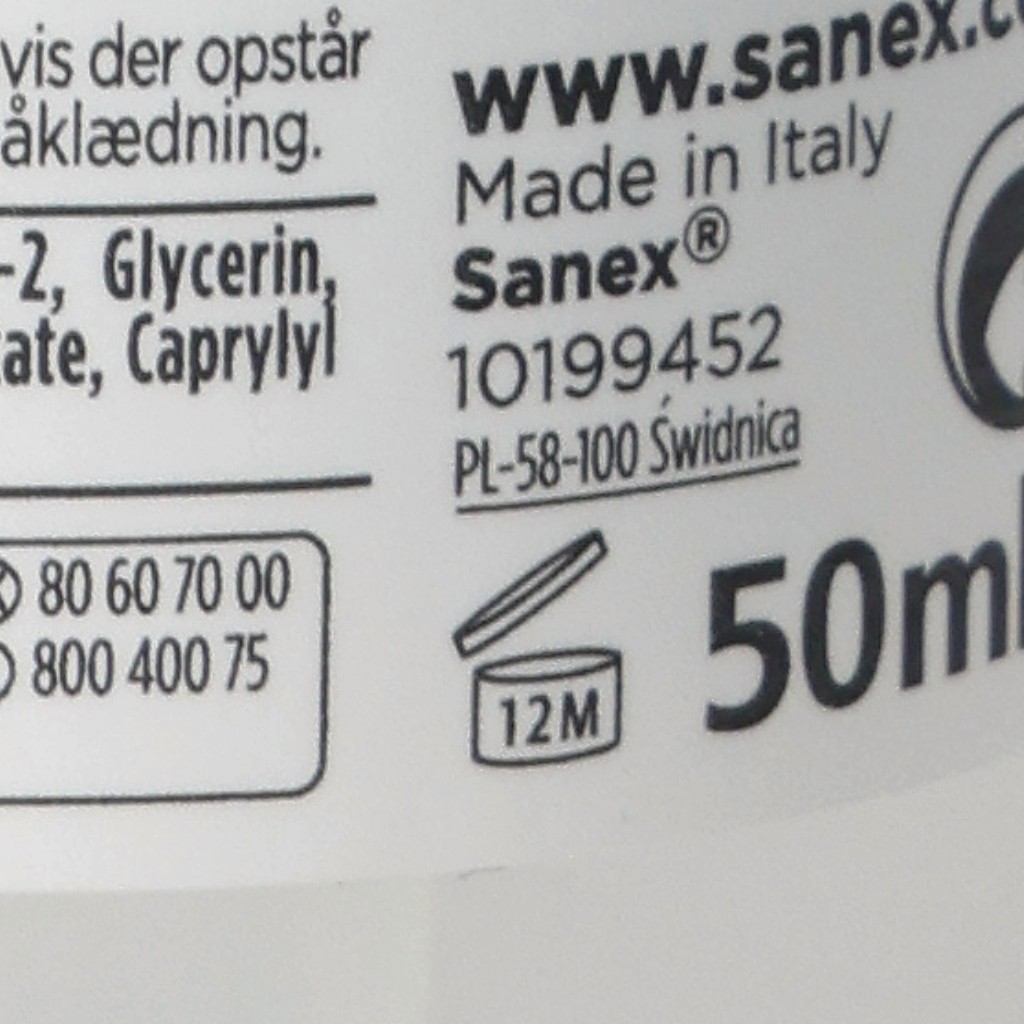 vis der opstår
åklædning.
-2, Glycerin,
ate, Caprylyl
80 60 70 00
800 400 75
www.sanex.c
Made in Italy
Sanex®
10199452
PL-58-100 Świdnica
12M
50ml